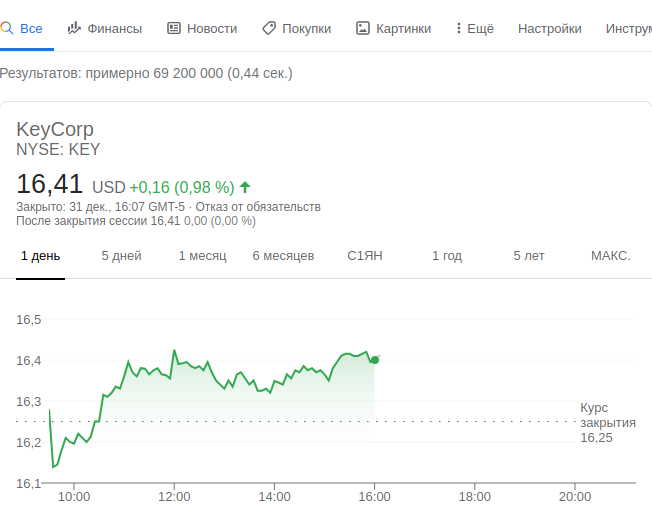 Все Финансы Новости Покупки Картинки Ещё Настройки Инструм
Результатов: примерно 69 200 000 (0,44 сек.)
KeyCorp
NYSE: KEY
16,41 USD +0,16 (0,98 %)
Закрыто: 31 дек., 16:07 GMT-5 · Отказ от обязательств
После закрытия сессии 16,41 0,00 (0,00 %)
1 день 5 дней 1 месяц 6 месяцев С1ЯН 1 год 5 лет МАКС.
16,5
16,4
16,3
16,2
16,1
Курс
закрытия
16,25
10:00 12:00 14:00 16:00 18:00 20:00